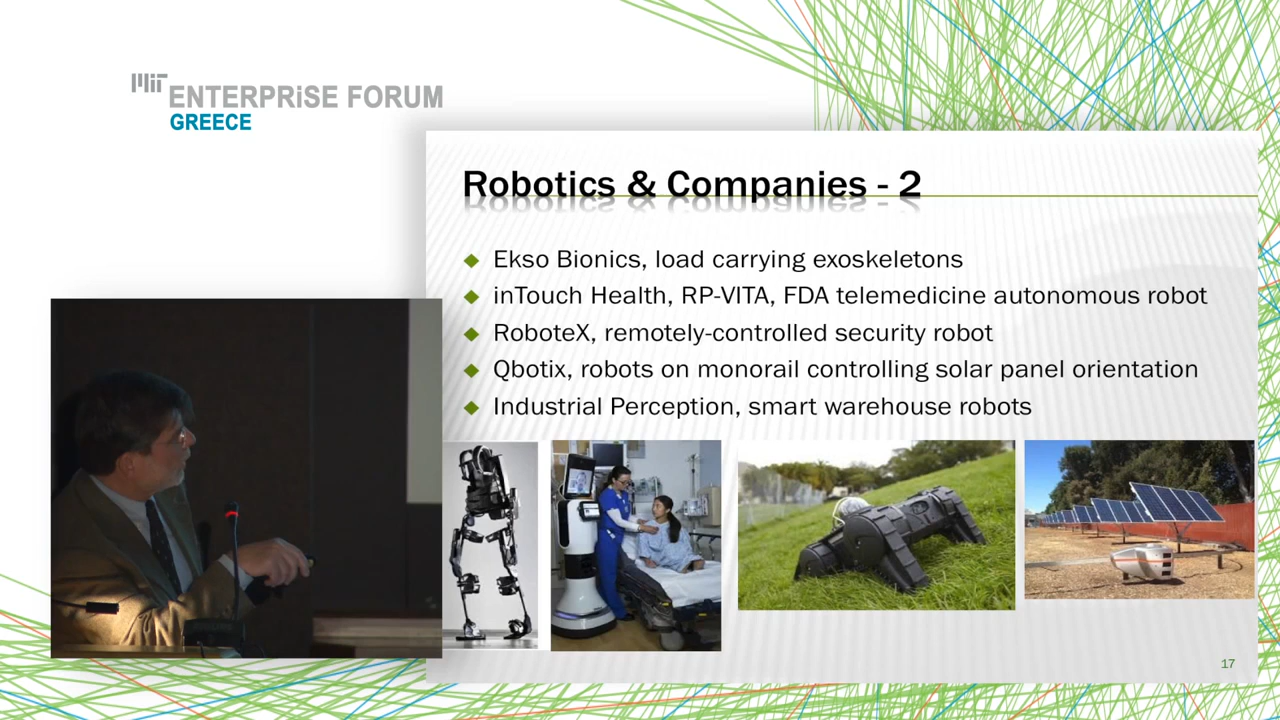 MIT
ENTERPRiSE FORUM
GREECE
Robotics & Companies - 2
Ekso Bionics, load carrying exoskeletons
inTouch Health, RP-VITA, FDA telemedicine autonomous robot
RoboteX, remotely-controlled security robot
Qbotix, robots on monorail controlling solar panel orientation
Industrial Perception, smart warehouse robots
17